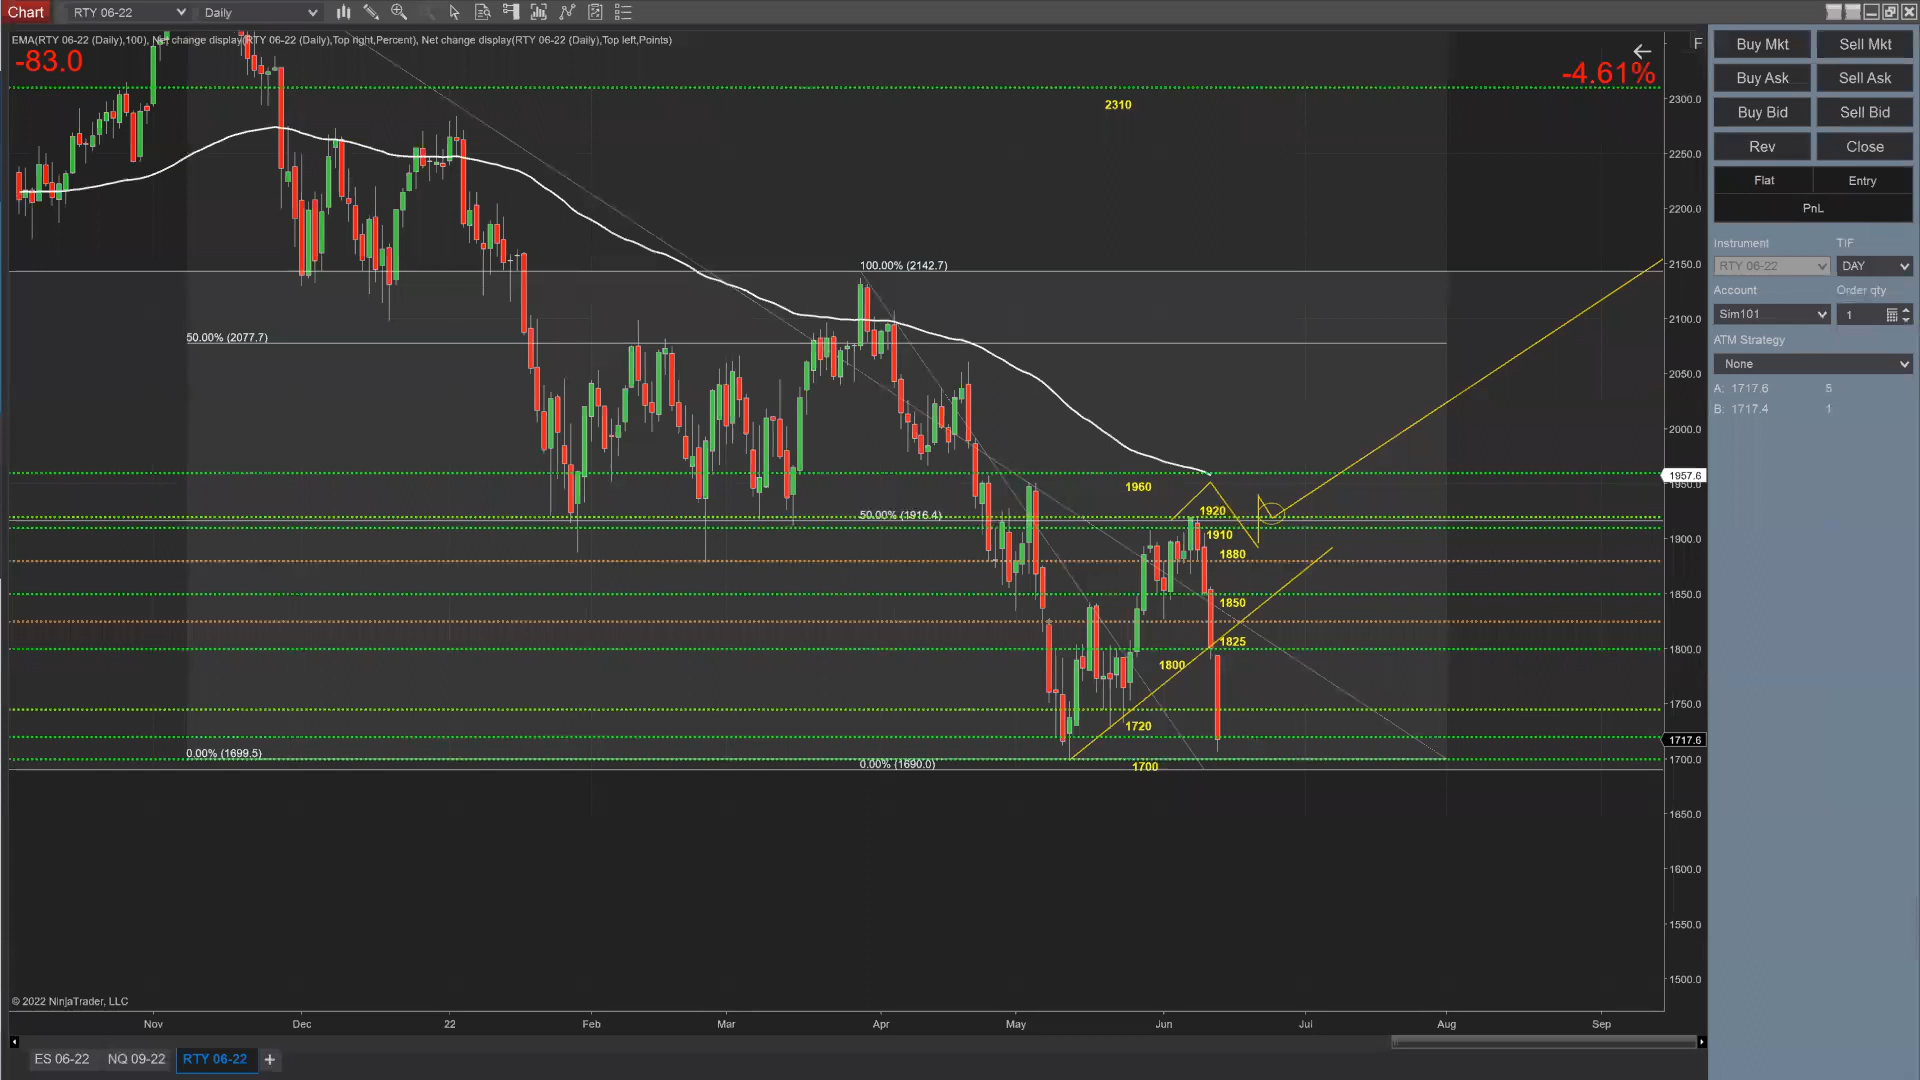 Chart RTY 06-22 Daily
EMA(RTY 06-22 (Daily),100), Net change display(RTY 06-22 (Daily),Top right,Percent), Net change display(RTY 06-22 (Daily),Top left,Points)
-83.0
-4.61%
F
2310
100.00% (2142.7)
50.00% (2077.7)
1960
50.00% (1916.4)
1920
1910
1880
1850
1825
1800
1720
0.00% (1699.5)
0.00% (1690.0)
1700
2300.0
2250.0
2200.0
2150.0
2100.0
2050.0
2000.0
1957.6
1950.0
1900.0
1850.0
1800.0
1750.0
1717.6
1700.0
1650.0
1600.0
1550.0
1500.0
© 2022 NinjaTrader, LLC
Nov Dec 22 Feb Mar Apr May Jun Jul Aug Sep
ES 06-22 NQ 09-22 RTY 06-22 +
Buy Mkt Sell Mkt
Buy Ask Sell Ask
Buy Bid Sell Bid
Rev Close
Flat Entry
PnL
Instrument TIF
RTY 06-22 DAY
Account Order qty
Sim101 1
ATM Strategy
None
A: 1717.6 5
B: 1717.4 1